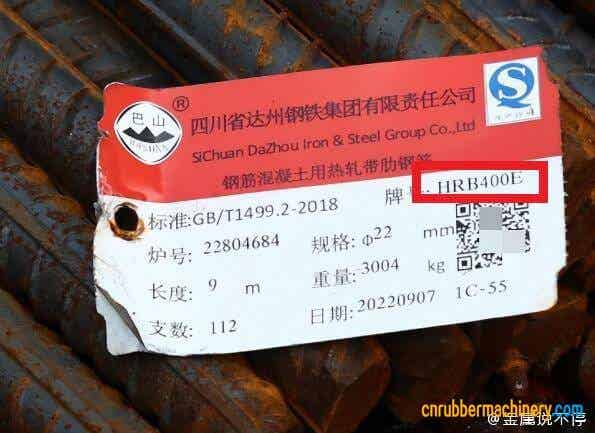 巴山
BASHAN
®
四川省达州钢铁集团有限责任公司
SiChuan DaZhou Iron & Steel Group Co.,Ltd
钢筋混凝土用热轧带肋钢筋
标准:GB/T1499.2-2018 牌号: HRB400E
炉号: 22804684 规格: Φ22 mm
长度: 9 m 重量: 3004 kg
支数: 112 日期: 20220907 1C-55
cnrubbermachinery.com
@金属说不停